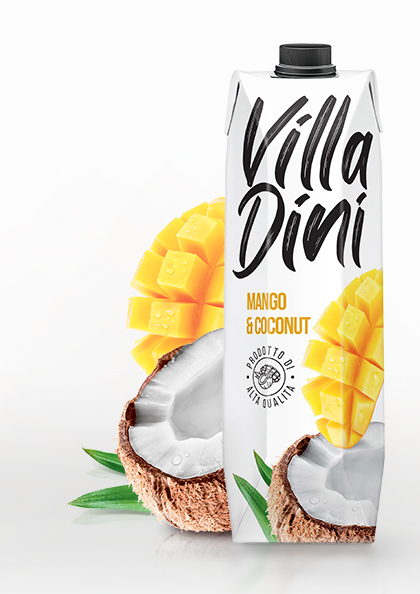 Villa
Dini
MANGO
& COCONUT
PRODOTTO DI
ALTA QUALITÀ